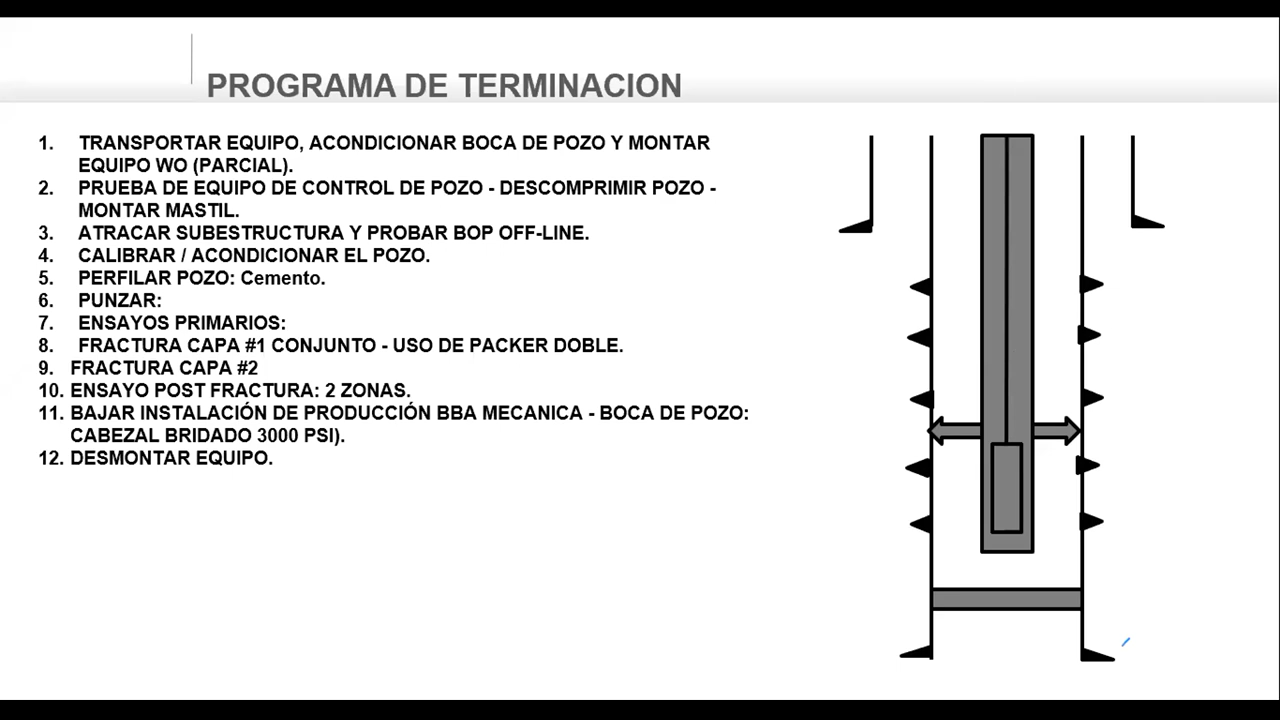 PROGRAMA DE TERMINACION
1. TRANSPORTAR EQUIPO, ACONDICIONAR BOCA DE POZO Y MONTAR
EQUIPO WO (PARCIAL).
2. PRUEBA DE EQUIPO DE CONTROL DE POZO - DESCOMPRIMIR POZO -
MONTAR MASTIL.
3. ATRACAR SUBESTRUCTURA Y PROBAR BOP OFF-LINE.
4. CALIBRAR / ACONDICIONAR EL POZO.
5. PERFILAR POZO: Cemento.
6. PUNZAR:
7. ENSAYOS PRIMARIOS:
8. FRACTURA CAPA #1 CONJUNTO - USO DE PACKER DOBLE.
9. FRACTURA CAPA #2
10. ENSAYO POST FRACTURA: 2 ZONAS.
11. BAJAR INSTALACIÓN DE PRODUCCIÓN BBA MECANICA - BOCA DE POZO:
CABEZAL BRIDADO 3000 PSI).
12. DESMONTAR EQUIPO.